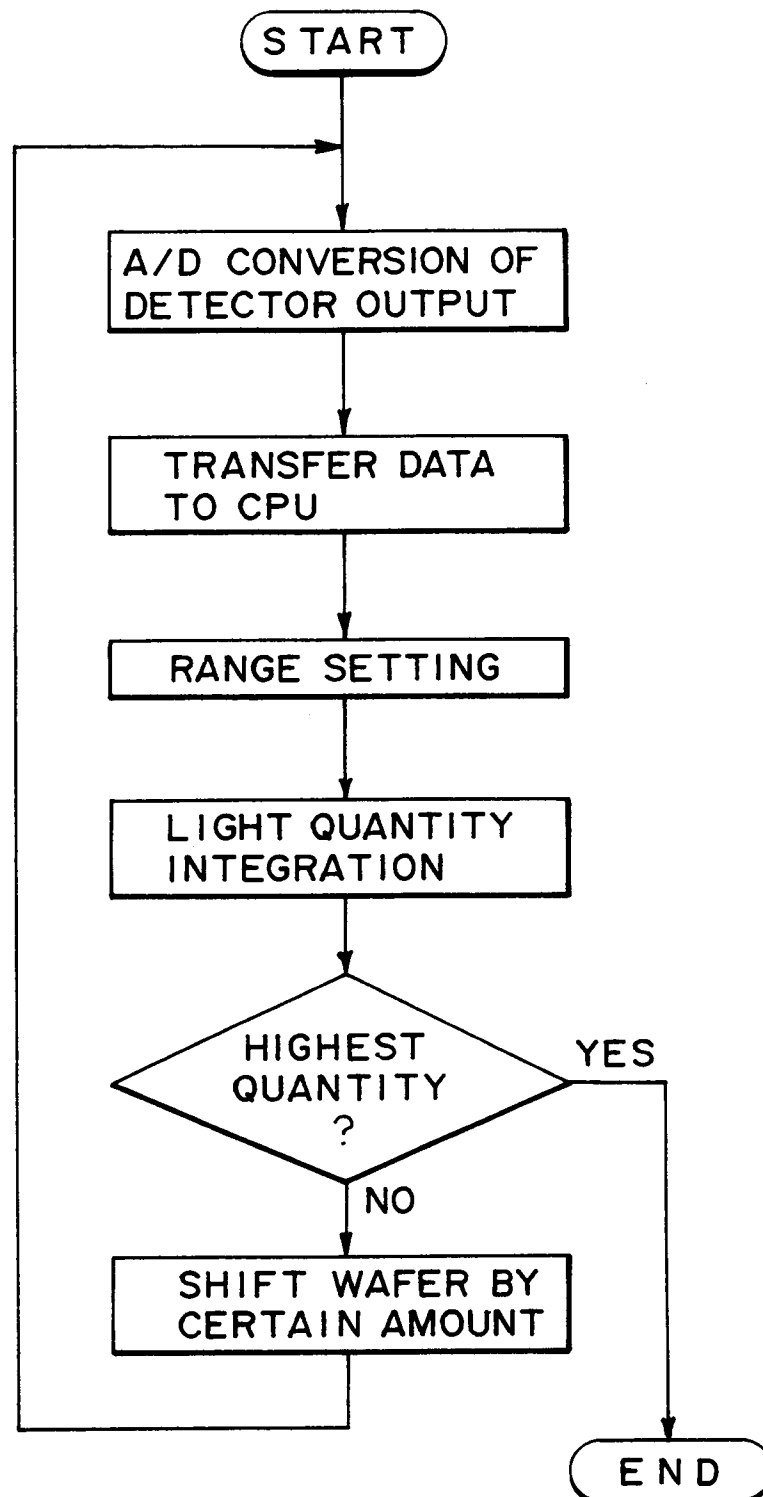 START
A/D CONVERSION OF
DETECTOR OUTPUT
TRANSFER DATA
TO CPU
RANGE SETTING
LIGHT QUANTITY
INTEGRATION
HIGHEST
QUANTITY
?
YES
NO
SHIFT WAFER BY
CERTAIN AMOUNT
END